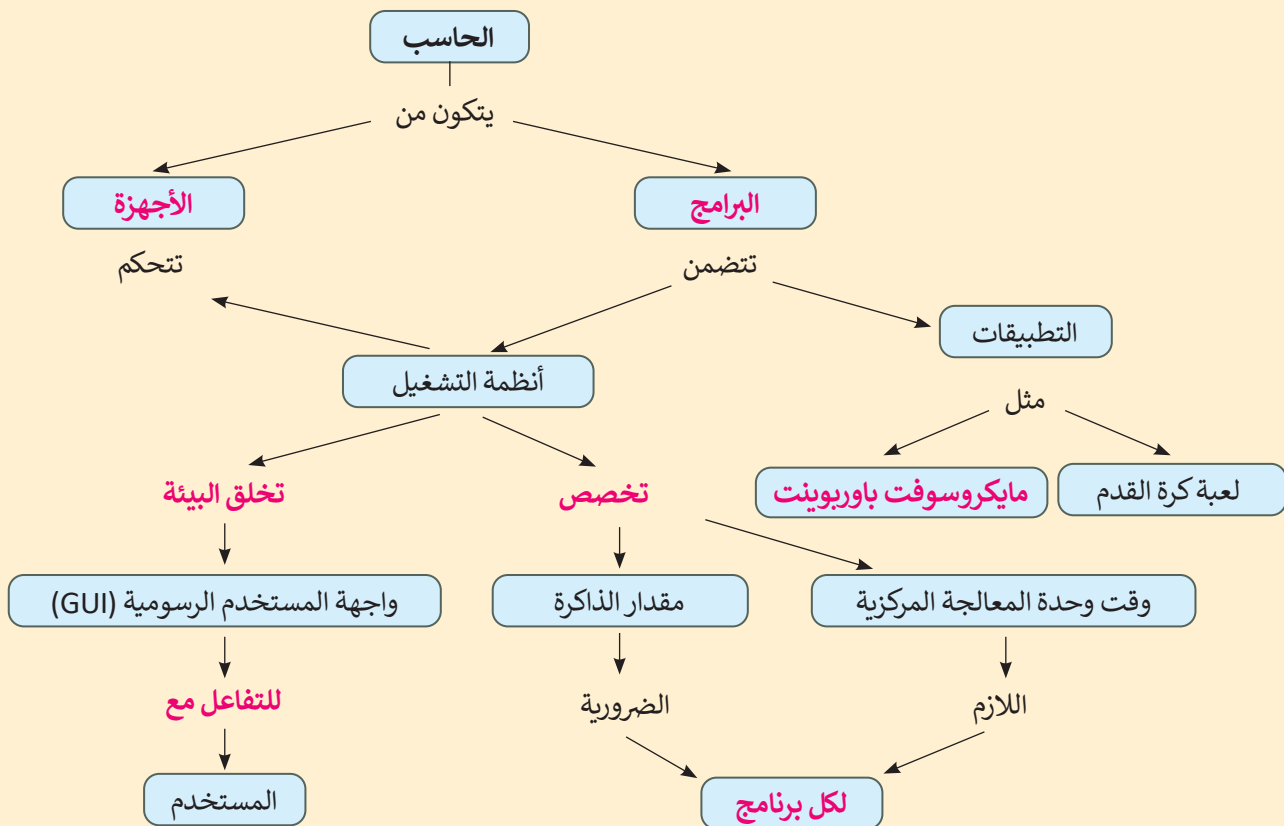 الحاسب
يتكون من
البرامج
الأجهزة
تتضمن
تتحكم
التطبيقات
أنظمة التشغيل
مثل
لعبة كرة القدم
مايكروسوفت باوربوينت
تخصص
تخلق البيئة
وقت وحدة المعالجة المركزية
مقدار الذاكرة
واجهة المستخدم الرسومية (GUI)
اللازم
الضرورية
للتفاعل مع
لكل برنامج
المستخدم